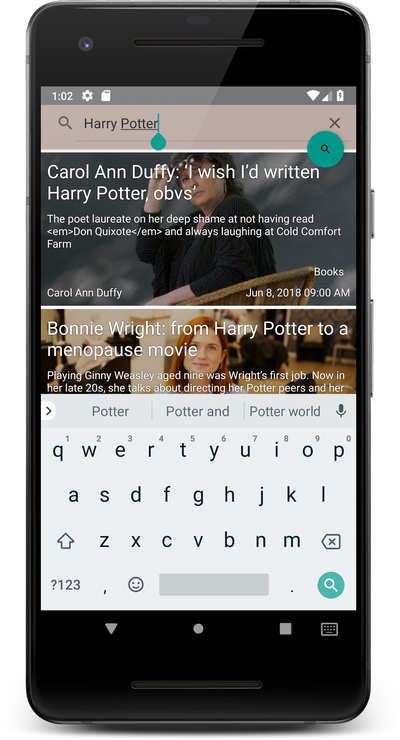 1:02
Harry Potter
Carol Ann Duffy: ‘I wish I’d written
Harry Potter, obvs’
The poet laureate on her deep shame at not having read
<em>Don Quixote</em> and always laughing at Cold Comfort
Farm
Books
Carol Ann Duffy Jun 8, 2018 09:00 AM
Bonnie Wright: from Harry Potter to a
menopause movie
Playing Ginny Weasley aged nine was Wright’s first job. Now in
her late 20s, she talks about directing her Potter peers and her
Potter Potter and Potter world
1 2 3 4 5 6 7 8 9 0
q w e r t y u i o p
a s d f g h j k l
z x c v b n m
?123 , .